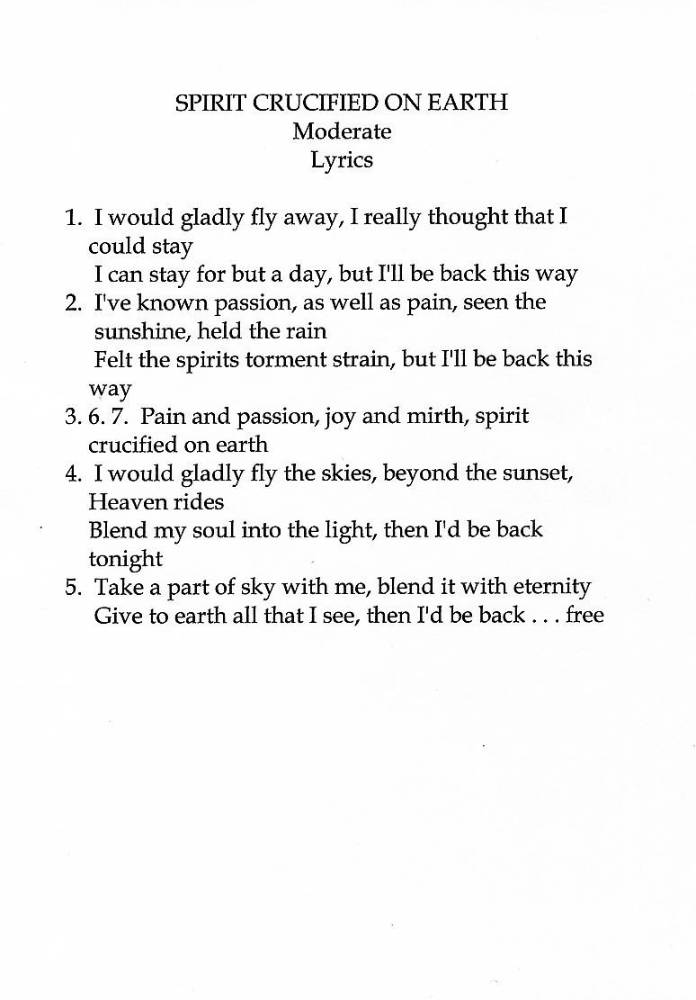 SPIRIT CRUCIFIED ON EARTH
Moderate
Lyrics
1. I would gladly fly away, I really thought that I
could stay
I can stay for but a day, but I'll be back this way
2. I've known passion, as well as pain, seen the
sunshine, held the rain
Felt the spirits torment strain, but I'll be back this
way
3. 6. 7. Pain and passion, joy and mirth, spirit
crucified on earth
4. I would gladly fly the skies, beyond the sunset,
Heaven rides
Blend my soul into the light, then I'd be back
tonight
5. Take a part of sky with me, blend it with eternity
Give to earth all that I see, then I'd be back . . . free